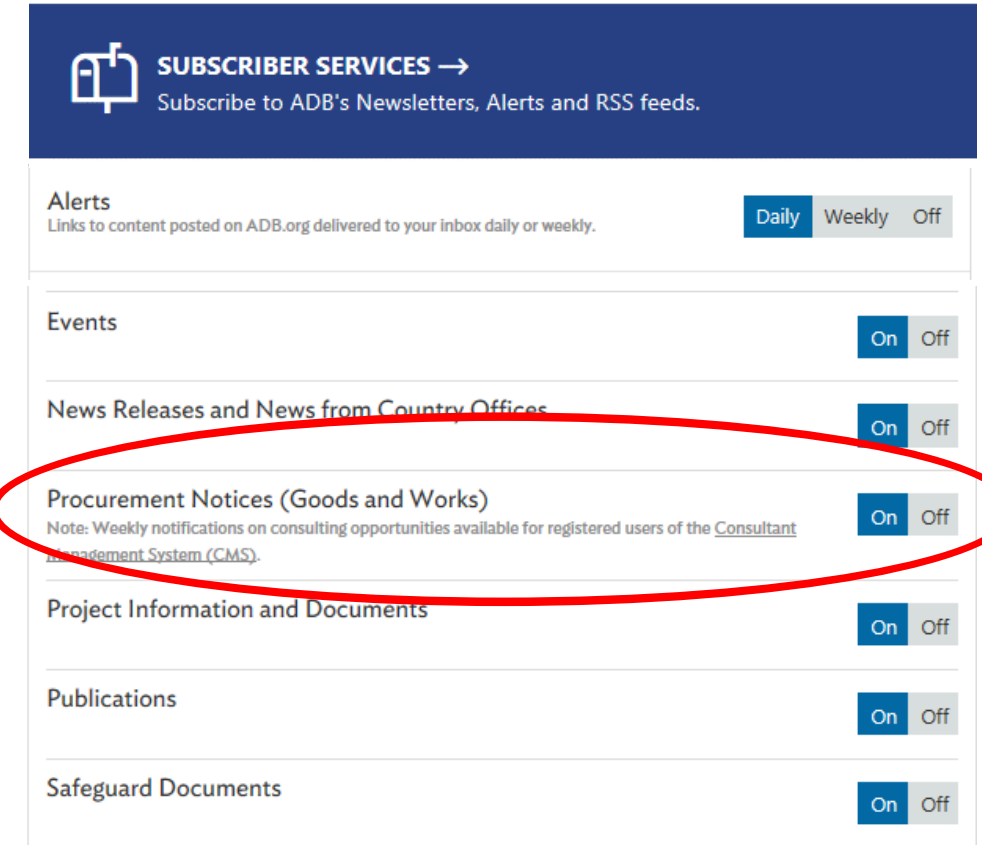 SUBSCRIBER SERVICES →
Subscribe to ADB's Newsletters, Alerts and RSS feeds.
Alerts
Links to content posted on ADB.org delivered to your inbox daily or weekly.
Daily Weekly Off
Events
On Off
News Releases and News from Country Offices
On Off
Procurement Notices (Goods and Works)
Note: Weekly notifications on consulting opportunities available for registered users of the Consultant
Management System (CMS).
On Off
Project Information and Documents
On Off
Publications
On Off
Safeguard Documents
On Off